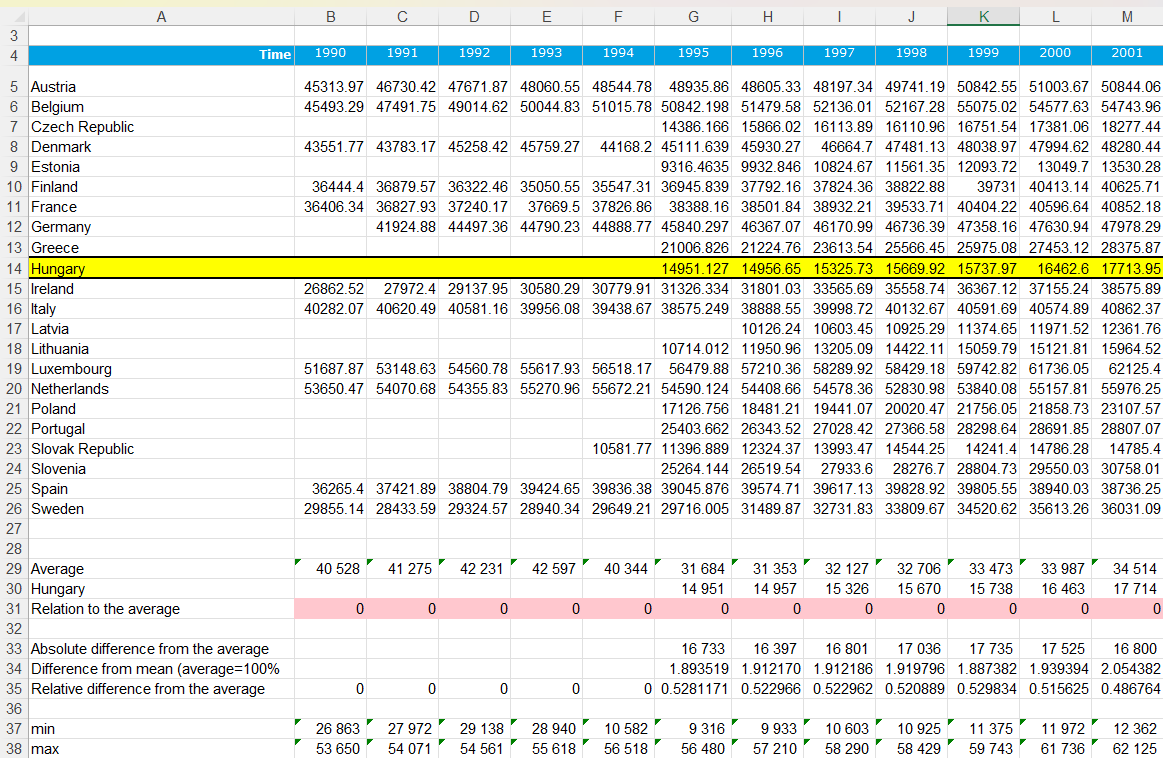 A B C D E F G H I J K L M
3
4 Time 1990 1991 1992 1993 1994 1995 1996 1997 1998 1999 2000 2001
5 Austria 45313.97 46730.42 47671.87 48060.55 48544.78 48935.86 48605.33 48197.34 49741.19 50842.55 51003.67 50844.06
6 Belgium 45493.29 47491.75 49014.62 50044.83 51015.78 50842.198 51479.58 52136.01 52167.28 55075.02 54577.63 54743.96
7 Czech Republic 14386.166 15866.02 16113.89 16110.96 16751.54 17381.06 18277.44
8 Denmark 43551.77 43783.17 45258.42 45759.27 44168.2 45111.639 45930.27 46664.7 47481.13 48038.97 47994.62 48280.44
9 Estonia 9316.4635 9932.846 10824.67 11561.35 12093.72 13049.7 13530.28
10 Finland 36444.4 36879.57 36322.46 35050.55 35547.31 36945.839 37792.16 37824.36 38822.88 39731 40413.14 40625.71
11 France 36406.34 36827.93 37240.17 37669.5 37826.86 38388.16 38501.84 38932.21 39533.71 40404.22 40596.64 40852.18
12 Germany 41924.88 44497.36 44790.23 44888.77 45840.297 46367.07 46170.99 46736.39 47358.16 47630.94 47978.29
13 Greece 21006.826 21224.76 23613.54 25566.45 25975.08 27453.12 28375.87
14 Hungary 14951.127 14956.65 15325.73 15669.92 15737.97 16462.6 17713.95
15 Ireland 26862.52 27972.4 29137.95 30580.29 30779.91 31326.334 31801.03 33565.69 35558.74 36367.12 37155.24 38575.89
16 Italy 40282.07 40620.49 40581.16 39956.08 39438.67 38575.249 38888.55 39998.72 40132.67 40591.69 40574.89 40862.37
17 Latvia 10126.24 10603.45 10925.29 11374.65 11971.52 12361.76
18 Lithuania 10714.012 11950.96 13205.09 14422.11 15059.79 15121.81 15964.52
19 Luxembourg 51687.87 53148.63 54560.78 55617.93 56518.17 56479.88 57210.36 58289.92 58429.18 59742.82 61736.05 62125.4
20 Netherlands 53650.47 54070.68 54355.83 55270.96 55672.21 54590.124 54408.66 54578.36 52830.98 53840.08 55157.81 55976.25
21 Poland 17126.756 18481.21 19441.07 20020.47 21756.05 21858.73 23107.57
22 Portugal 25403.662 26343.52 27028.42 27366.58 28298.64 28691.85 28807.07
23 Slovak Republic 10581.77 11396.889 12324.37 13993.47 14544.25 14241.4 14786.28 14785.4
24 Slovenia 25264.144 26519.54 27933.6 28276.7 28804.73 29550.03 30758.01
25 Spain 36265.4 37421.89 38804.79 39424.65 39836.38 39045.876 39574.71 39617.13 39828.92 39805.55 38940.03 38736.25
26 Sweden 29855.14 28433.59 29324.57 28940.34 29649.21 29716.005 31489.87 32731.83 33809.67 34520.62 35613.26 36031.09
27
28
29 Average 40 528 41 275 42 231 42 597 40 344 31 684 31 353 32 127 32 706 33 473 33 987 34 514
30 Hungary 14 951 14 957 15 326 15 670 15 738 16 463 17 714
31 Relation to the average 0 0 0 0 0 0 0 0 0 0 0 0
32
33 Absolute difference from the average 16 733 16 397 16 801 17 036 17 735 17 525 16 800
34 Difference from mean (average=100% 1.893519 1.912170 1.912186 1.919796 1.887382 1.939394 2.054382
35 Relative difference from the average 0 0 0 0 0 0.5281171 0.522966 0.522962 0.520889 0.529834 0.515625 0.486764
36
37 min 26 863 27 972 29 138 28 940 10 582 9 316 9 933 10 603 10 925 11 375 11 972 12 362
38 max 53 650 54 071 54 561 55 618 56 518 56 480 57 210 58 290 58 429 59 743 61 736 62 125